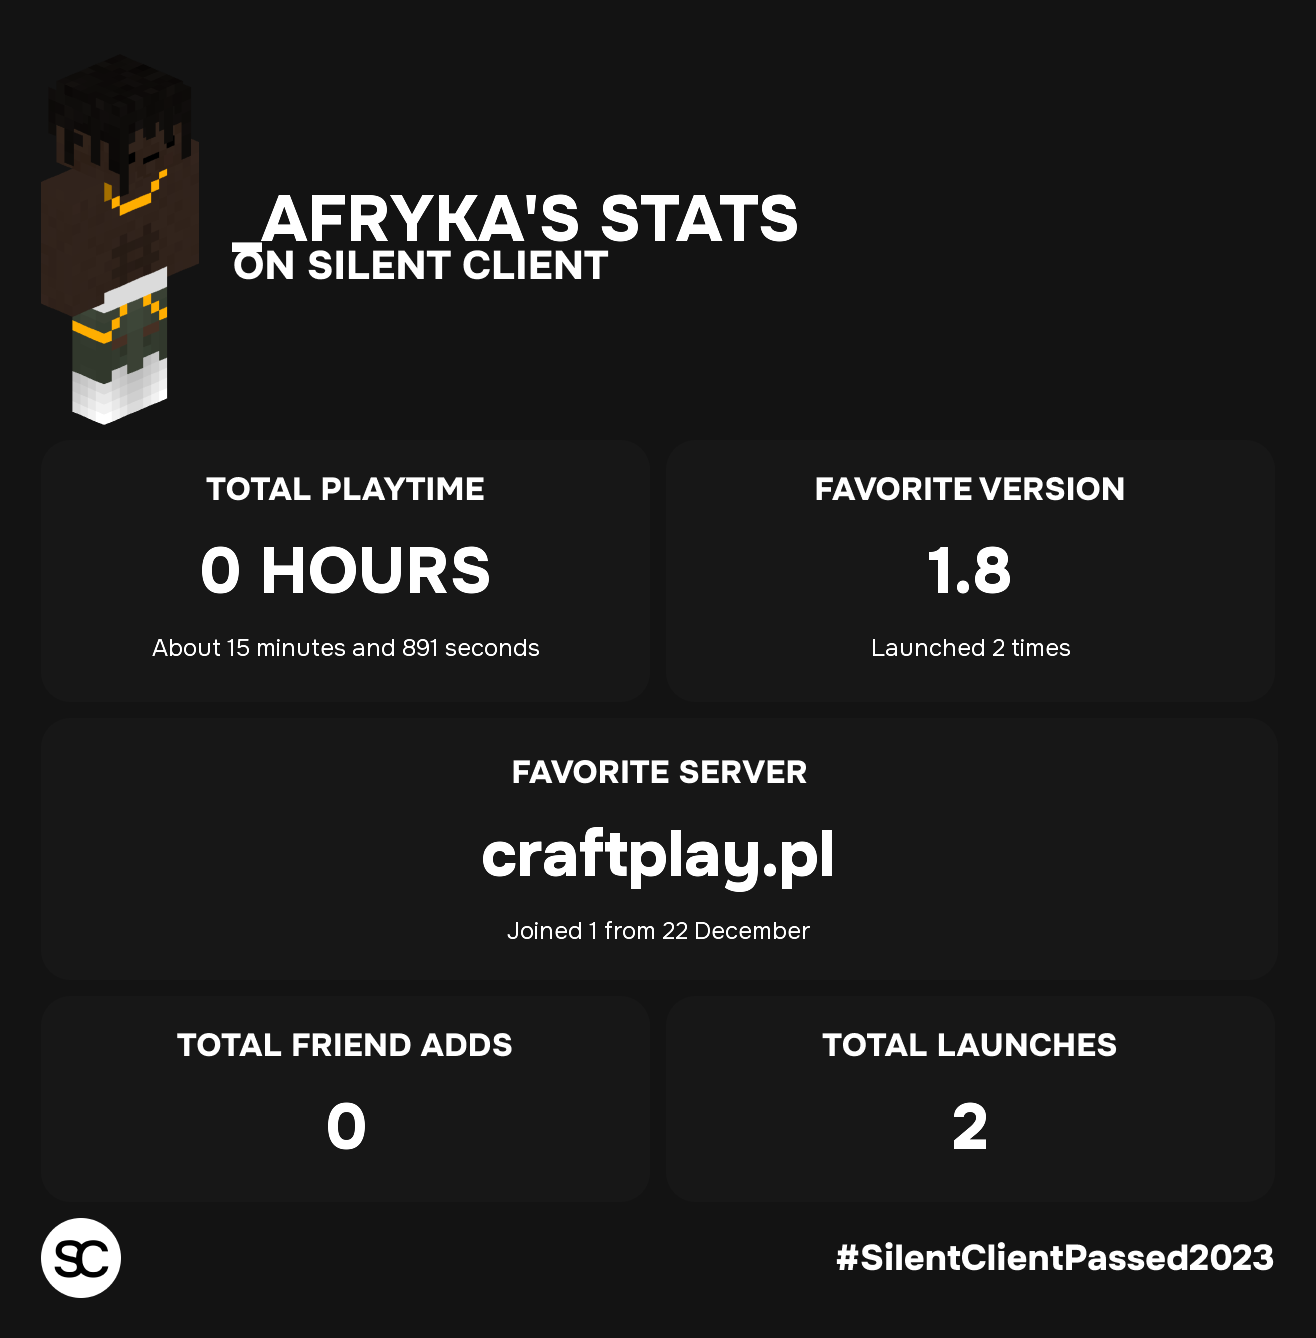 _AFRYKA'S STATS
ON SILENT CLIENT
TOTAL PLAYTIME
0 HOURS
About 15 minutes and 891 seconds
FAVORITE VERSION
1.8
Launched 2 times
FAVORITE SERVER
craftplay.pl
Joined 1 from 22 December
TOTAL FRIEND ADDS
0
TOTAL LAUNCHES
2
SC
#SilentClientPassed2023